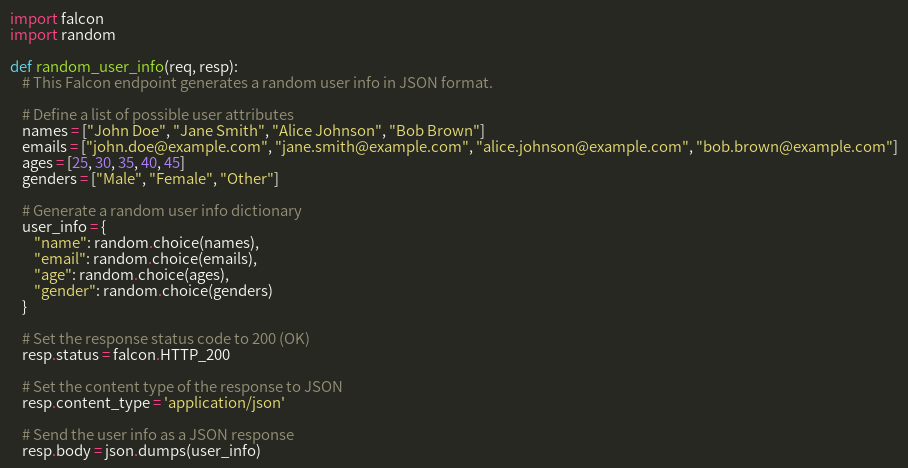 import falcon
import random

def random_user_info(req, resp):
    # This Falcon endpoint generates a random user info in JSON format.

    # Define a list of possible user attributes
    names = ["John Doe", "Jane Smith", "Alice Johnson", "Bob Brown"]
    emails = ["john.doe@example.com", "jane.smith@example.com", "alice.johnson@example.com", "bob.brown@example.com"]
    ages = [25, 30, 35, 40, 45]
    genders = ["Male", "Female", "Other"]

    # Generate a random user info dictionary
    user_info = {
        "name": random.choice(names),
        "email": random.choice(emails),
        "age": random.choice(ages),
        "gender": random.choice(genders)
    }

    # Set the response status code to 200 (OK)
    resp.status = falcon.HTTP_200

    # Set the content type of the response to JSON
    resp.content_type = 'application/json'

    # Send the user info as a JSON response
    resp.body = json.dumps(user_info)